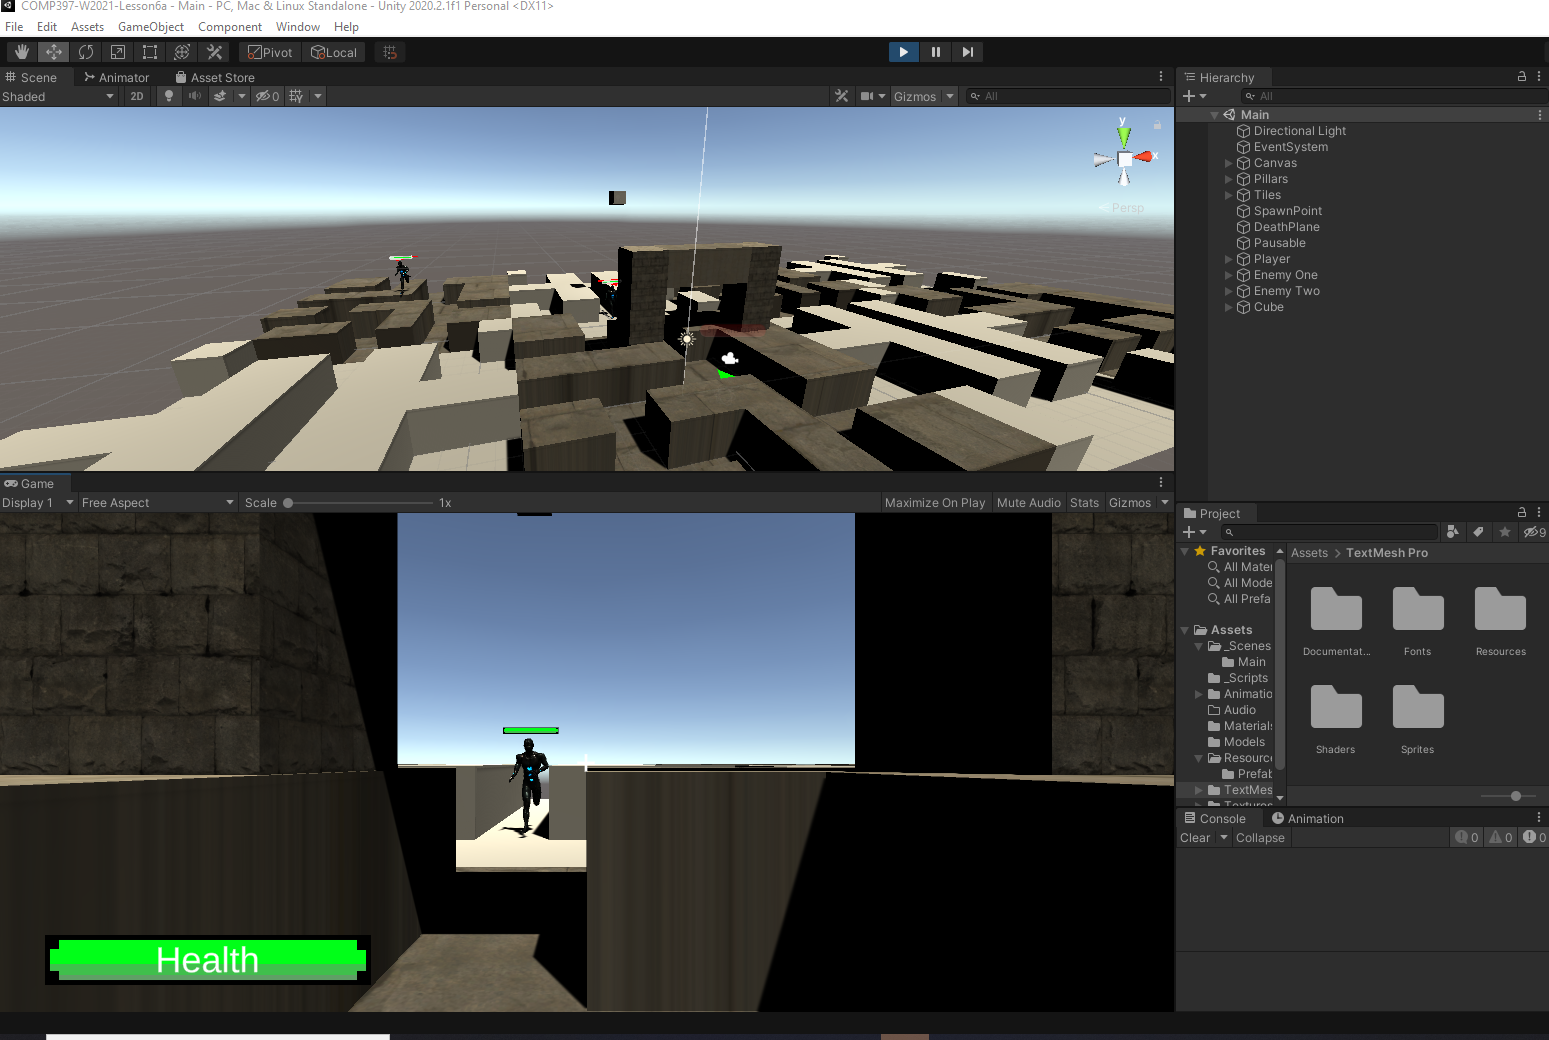 COMP397-W2021-Lesson6a - Main - PC, Mac & Linux Standalone - Unity 2020.2.1f1 Personal <DX11>
File Edit Assets GameObject Component Window Help
Pivot Local
Scene Animator Asset Store
Shaded 2D 0 Gizmos All
y
x
Persp
Game
Display 1 Free Aspect Scale 1x Maximize On Play Mute Audio Stats Gizmos
Health
Hierarchy
All
Main
Directional Light
EventSystem
Canvas
Pillars
Tiles
SpawnPoint
DeathPlane
Pausable
Player
Enemy One
Enemy Two
Cube
Project
9
Favorites
All Mater
All Mode
All Prefa
Assets
_Scenes
Main
_Scripts
Animatio
Audio
Materials
Models
Resource
Prefab
TextMes
Textures
Assets > TextMesh Pro
Documentat... Fonts Resources
Shaders Sprites
Console Animation
Clear Collapse 0 0 0